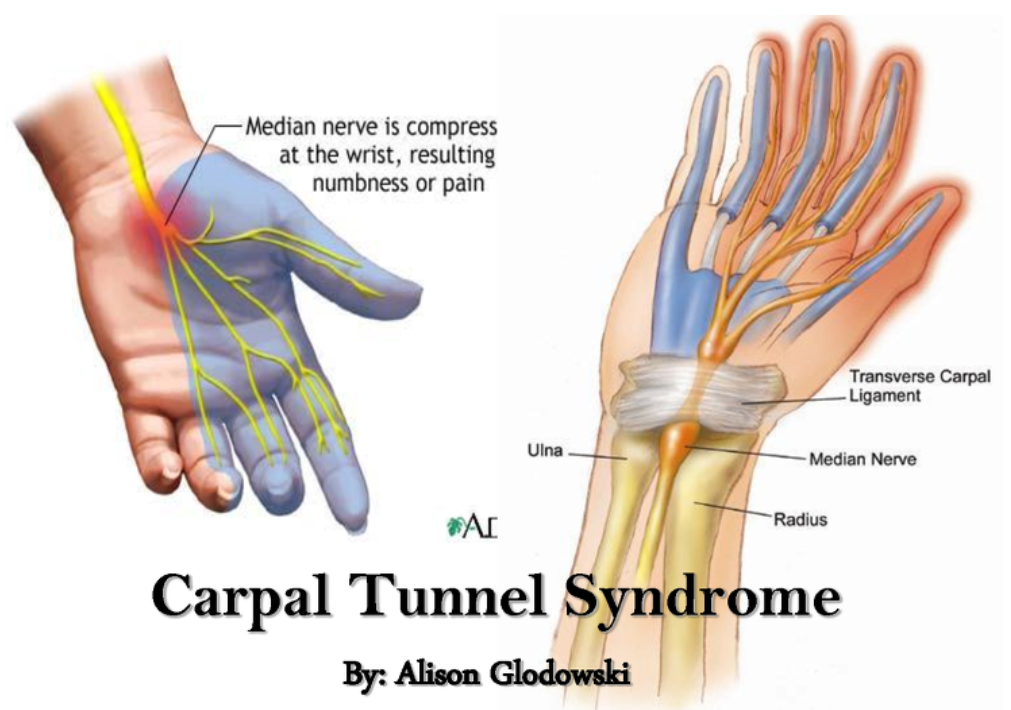 Median nerve is compress
at the wrist, resulting
numbness or pain
Transverse Carpal
Ligament
Ulna
Median Nerve
Radius
Carpal Tunnel Syndrome
By: Alison Glodowski